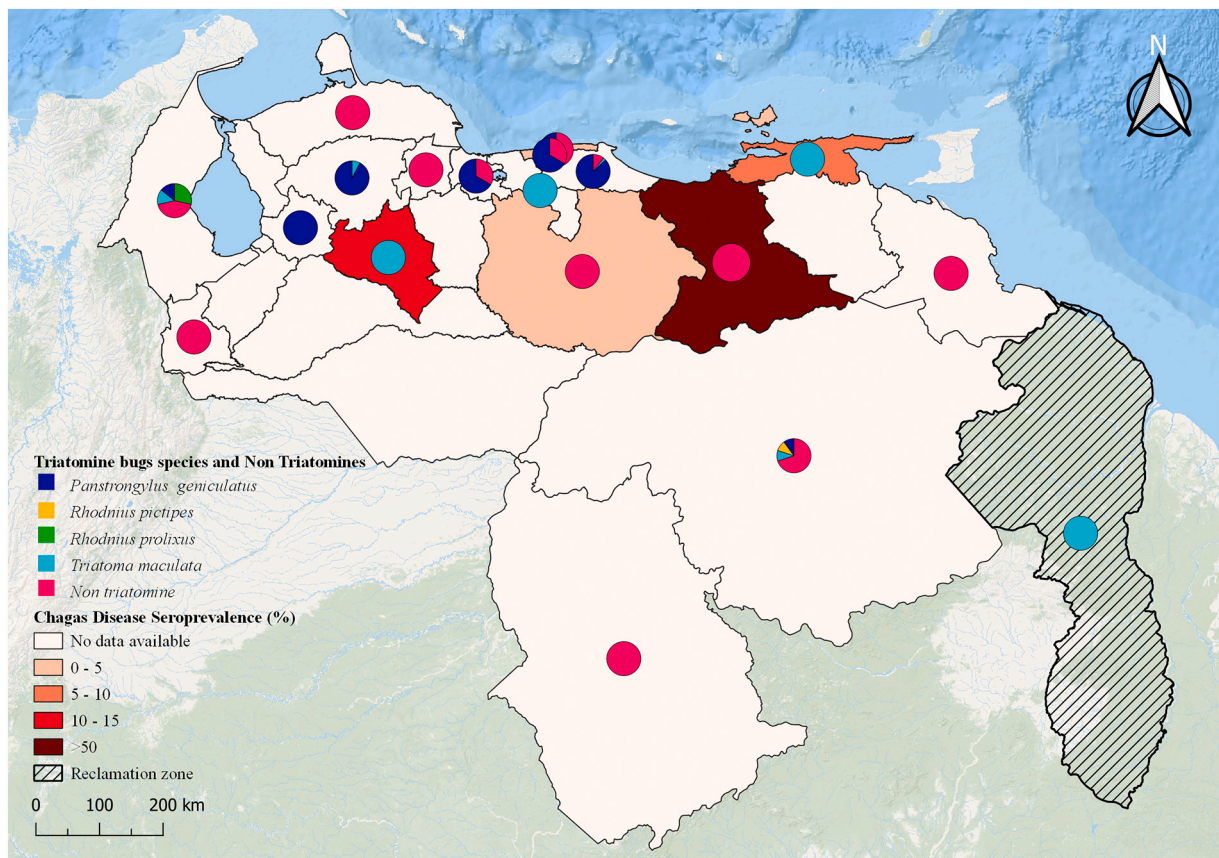 N
Triatomine bugs species and Non Triatomines
Panstrongylus geniculatus
Rhodnius pictipes
Rhodnius prolixus
Triatoma maculata
Non triatomine
Chagas Disease Seroprevalence (%)
No data available
0 - 5
5 - 10
10 - 15
>50
Reclamation zone
0 100 200 km